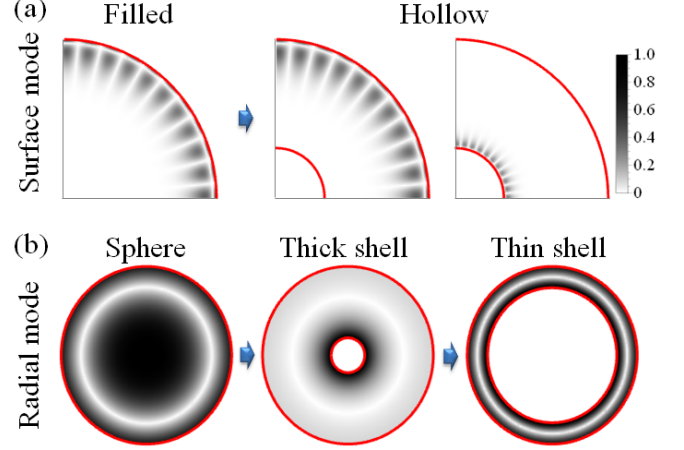 (a)
Filled
Hollow
Surface mode
1.0
0.8
0.6
0.4
0.2
0
(b)
Sphere
Thick shell
Thin shell
Radial mode